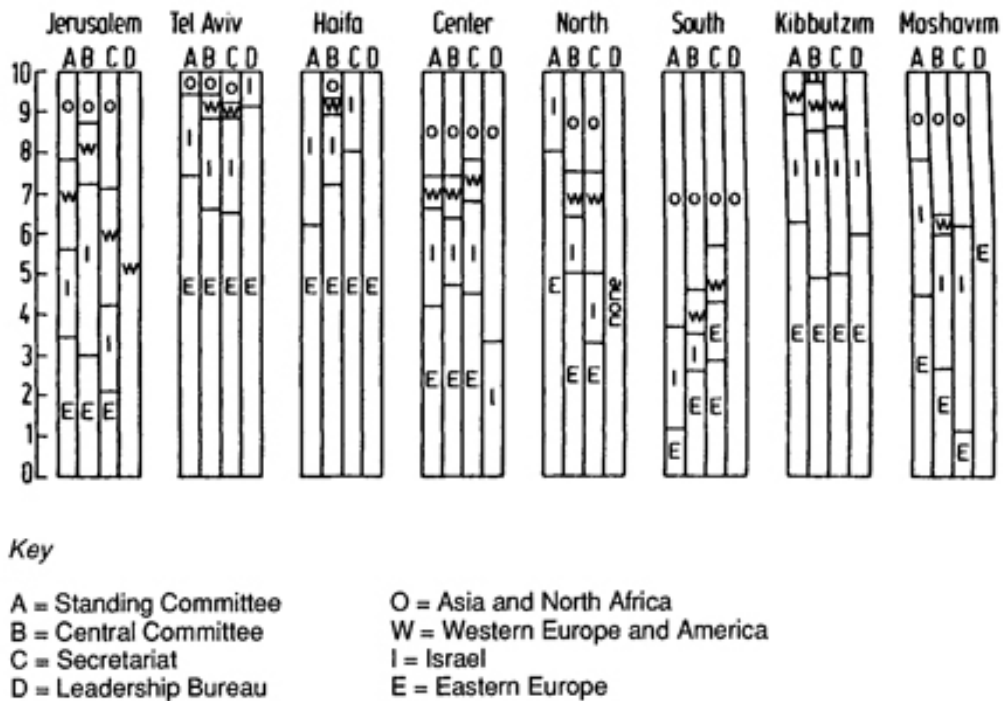 Jerusalem Tel Aviv Haifa Center North South Kibbutzim Moshavim
A B C D A B C D A B C D A B C D A B C D A B C D A B C D A B C D
10
9
8
7
6
5
4
3
2
1
0
O O O W I E W I E W I E
O O O I W W I I E E E E
O W I I I E E E E
O O O O W W W I I I E E E I
I O O W W E I I E E none
O O O O W W I I E E E E
W W W I I I I E E E E
O O O I W I I E E E E
Key
A = Standing Committee O = Asia and North Africa
B = Central Committee W = Western Europe and America
C = Secretariat I = Israel
D = Leadership Bureau E = Eastern Europe